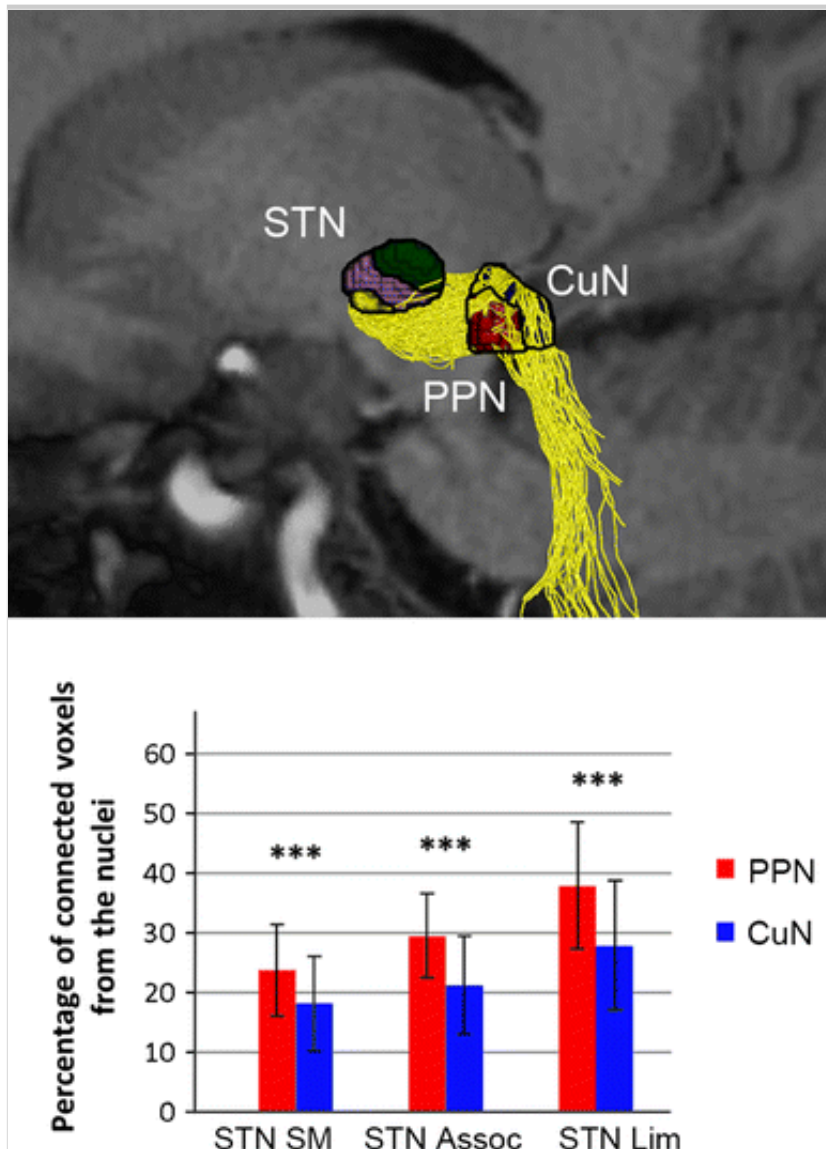 STN
CuN
PPN
Percentage of connected voxels
from the nuclei
60
50
40
30
20
10
0
***
***
***
STN SM
STN Assoc
STN Lim
PPN
CuN